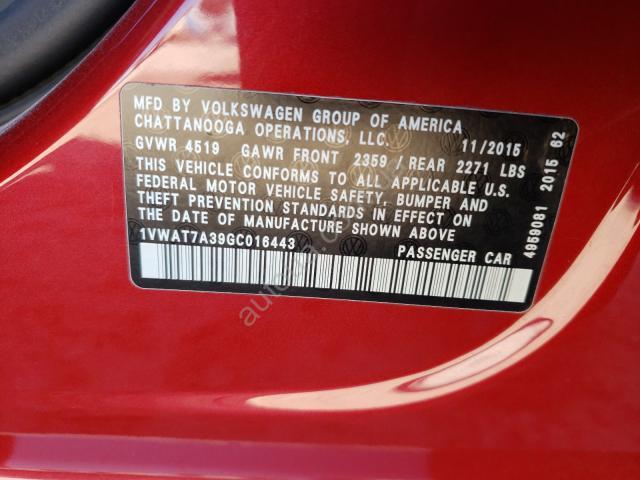 MFD BY VOLKSWAGEN GROUP OF AMERICA
CHATTANOOGA OPERATIONS, LLC. 11/2015
GVWR 4519 GAWR FRONT 2359 / REAR 2271 LBS
THIS VEHICLE CONFORMS TO ALL APPLICABLE U.S.
FEDERAL MOTOR VEHICLE SAFETY, BUMPER AND
THEFT PREVENTION STANDARDS IN EFFECT ON
THE DATE OF MANUFACTURE SHOWN ABOVE
1VWAT7A39GC016443 PASSENGER CAR
4959081 2015 62